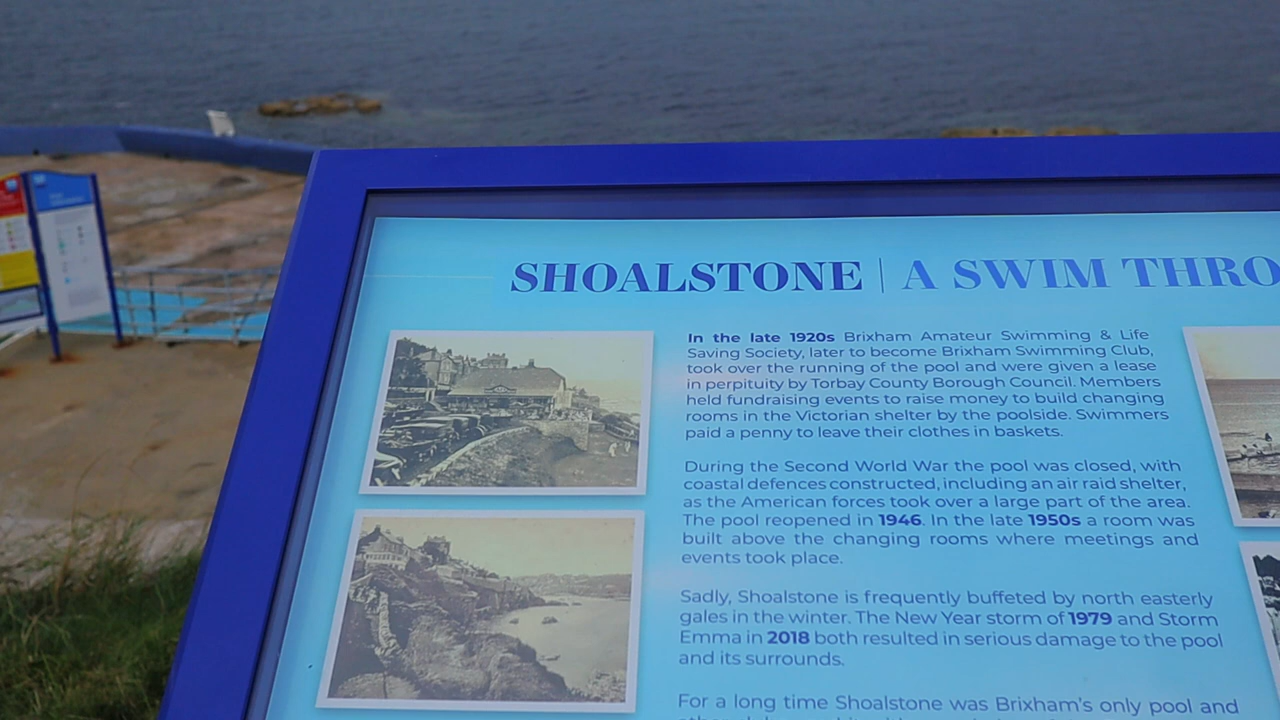 SHOALSTONE | A SWIM THRO
In the late 1920s Brixham Amateur Swimming & Life
Saving Society, later to become Brixham Swimming Club,
took over the running of the pool and were given a lease
in perpituity by Torbay County Borough Council. Members
held fundraising events to raise money to build changing
rooms in the Victorian shelter by the poolside. Swimmers
paid a penny to leave their clothes in baskets.
During the Second World War the pool was closed, with
coastal defences constructed, including an air raid shelter,
as the American forces took over a large part of the area.
The pool reopened in 1946. In the late 1950s a room was
built above the changing rooms where meetings and
events took place.
Sadly, Shoalstone is frequently buffeted by north easterly
gales in the winter. The New Year storm of 1979 and Storm
Emma in 2018 both resulted in serious damage to the pool
and its surrounds.
For a long time Shoalstone was Brixham's only pool and